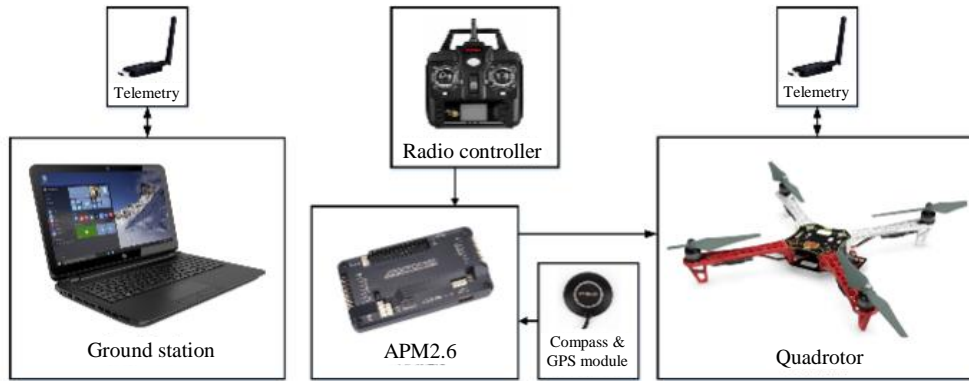 Telemetry
Radio controller
Telemetry
Ground station
APM2.6
Compass &
GPS module
Quadrotor